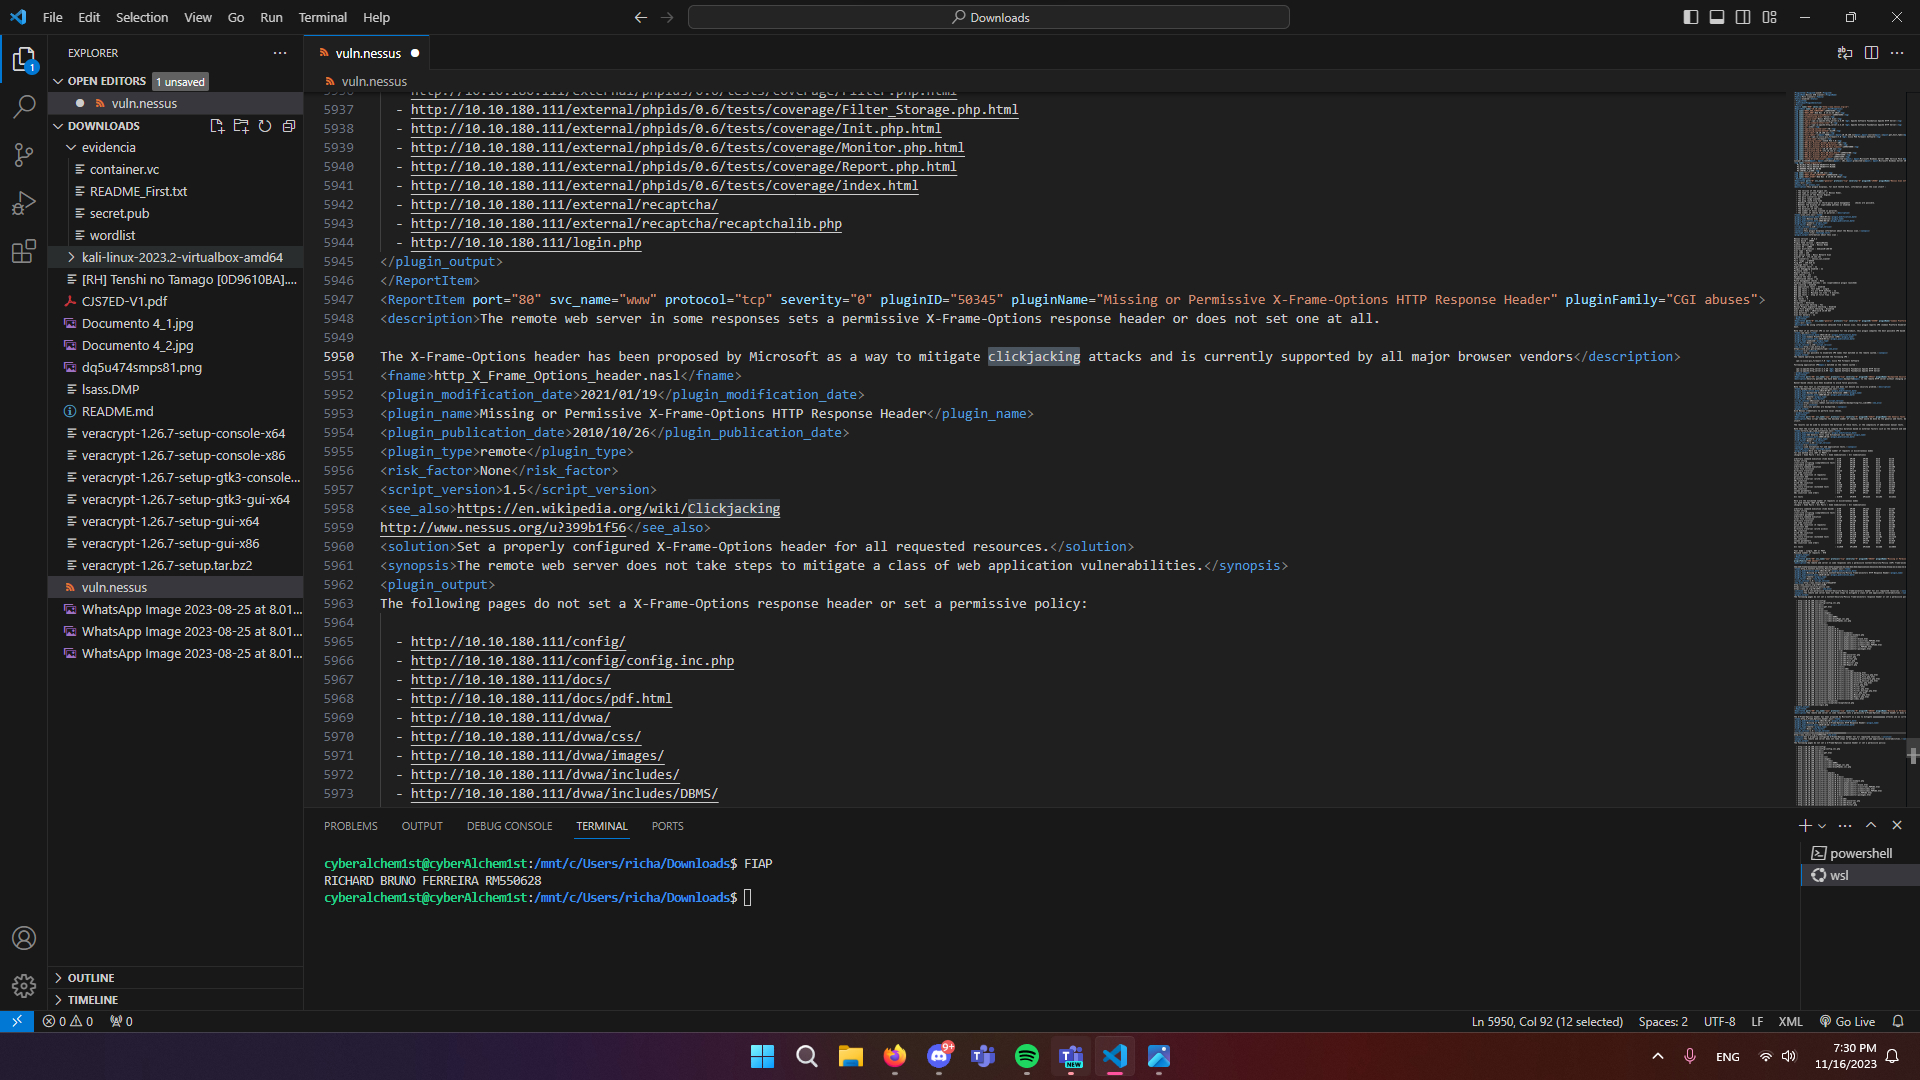 File Edit Selection View Go Run Terminal Help
Downloads
EXPLORER
OPEN EDITORS 1 unsaved
vuln.nessus
DOWNLOADS
evidencia
container.vc
README_First.txt
secret.pub
wordlist
kali-linux-2023.2-virtualbox-amd64
[RH] Tenshi no Tamago [0D9610BA]....
CJS7ED-V1.pdf
Documento 4_1.jpg
Documento 4_2.jpg
dq5u474smps81.png
lsass.DMP
README.md
veracrypt-1.26.7-setup-console-x64
veracrypt-1.26.7-setup-console-x86
veracrypt-1.26.7-setup-gtk3-console...
veracrypt-1.26.7-setup-gtk3-gui-x64
veracrypt-1.26.7-setup-gui-x64
veracrypt-1.26.7-setup-gui-x86
veracrypt-1.26.7-setup.tar.bz2
vuln.nessus
WhatsApp Image 2023-08-25 at 8.01...
WhatsApp Image 2023-08-25 at 8.01...
WhatsApp Image 2023-08-25 at 8.01...
OUTLINE
TIMELINE
vuln.nessus
vuln.nessus
5937 - http://10.10.180.111/external/phpids/0.6/tests/coverage/Filter_Storage.php.html
5938 - http://10.10.180.111/external/phpids/0.6/tests/coverage/Init.php.html
5939 - http://10.10.180.111/external/phpids/0.6/tests/coverage/Monitor.php.html
5940 - http://10.10.180.111/external/phpids/0.6/tests/coverage/Report.php.html
5941 - http://10.10.180.111/external/phpids/0.6/tests/coverage/index.html
5942 - http://10.10.180.111/external/recaptcha/
5943 - http://10.10.180.111/external/recaptcha/recaptchalib.php
5944 - http://10.10.180.111/login.php
5945 </plugin_output>
5946 </ReportItem>
5947 <ReportItem port="80" svc_name="www" protocol="tcp" severity="0" pluginID="50345" pluginName="Missing or Permissive X-Frame-Options HTTP Response Header" pluginFamily="CGI abuses">
5948 <description>The remote web server in some responses sets a permissive X-Frame-Options response header or does not set one at all.
5949
5950 The X-Frame-Options header has been proposed by Microsoft as a way to mitigate clickjacking attacks and is currently supported by all major browser vendors</description>
5951 <fname>http_X_Frame_Options_header.nasl</fname>
5952 <plugin_modification_date>2021/01/19</plugin_modification_date>
5953 <plugin_name>Missing or Permissive X-Frame-Options HTTP Response Header</plugin_name>
5954 <plugin_publication_date>2010/10/26</plugin_publication_date>
5955 <plugin_type>remote</plugin_type>
5956 <risk_factor>None</risk_factor>
5957 <script_version>1.5</script_version>
5958 <see_also>https://en.wikipedia.org/wiki/Clickjacking
5959 http://www.nessus.org/u?399b1f56</see_also>
5960 <solution>Set a properly configured X-Frame-Options header for all requested resources.</solution>
5961 <synopsis>The remote web server does not take steps to mitigate a class of web application vulnerabilities.</synopsis>
5962 <plugin_output>
5963 The following pages do not set a X-Frame-Options response header or set a permissive policy:
5964
5965 - http://10.10.180.111/config/
5966 - http://10.10.180.111/config/config.inc.php
5967 - http://10.10.180.111/docs/
5968 - http://10.10.180.111/docs/pdf.html
5969 - http://10.10.180.111/dvwa/
5970 - http://10.10.180.111/dvwa/css/
5971 - http://10.10.180.111/dvwa/images/
5972 - http://10.10.180.111/dvwa/includes/
5973 - http://10.10.180.111/dvwa/includes/DBMS/
PROBLEMS OUTPUT DEBUG CONSOLE TERMINAL PORTS
cyberalchem1st@cyberAlchem1st:/mnt/c/Users/richa/Downloads$ FIAP
RICHARD BRUNO FERREIRA RM550628
cyberalchem1st@cyberAlchem1st:/mnt/c/Users/richa/Downloads$
powershell
wsl
0 0 0
Ln 5950, Col 92 (12 selected) Spaces: 2 UTF-8 LF XML Go Live
ENG
7:30 PM
11/16/2023